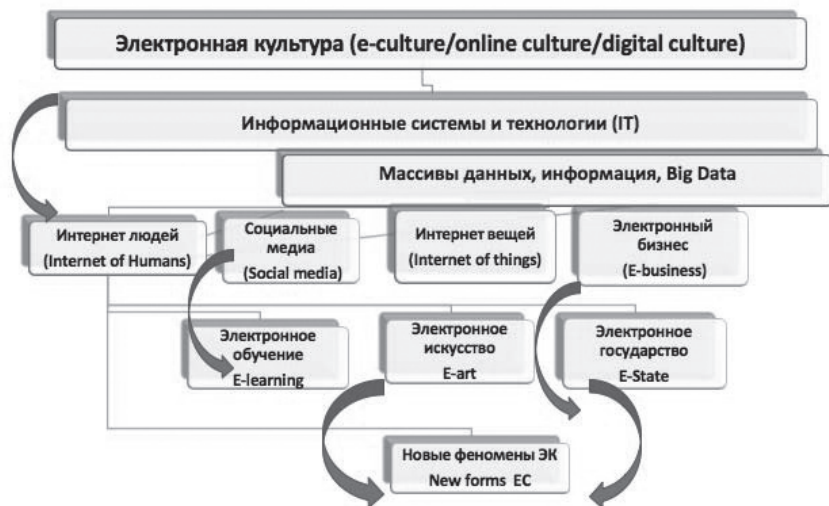 Электронная культура (e-culture/online culture/digital culture)
Информационные системы и технологии (IT)
Массивы данных, информация, Big Data
Интернет людей
(Internet of Humans)
Социальные
медиа
(Social media)
Интернет вещей
(Internet of things)
Электронный
бизнес
(E-business)
Электронное
обучение
E-learning
Электронное
искусство
E-art
Электронное
государство
E-State
Новые феномены ЭК
New forms EC